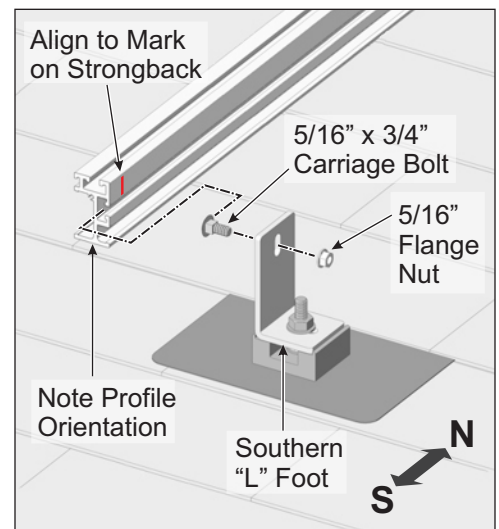 Align to Mark
on Strongback
5/16” x 3/4”
Carriage Bolt
5/16”
Flange
Nut
Note Profile
Orientation
Southern
“L” Foot
N
S